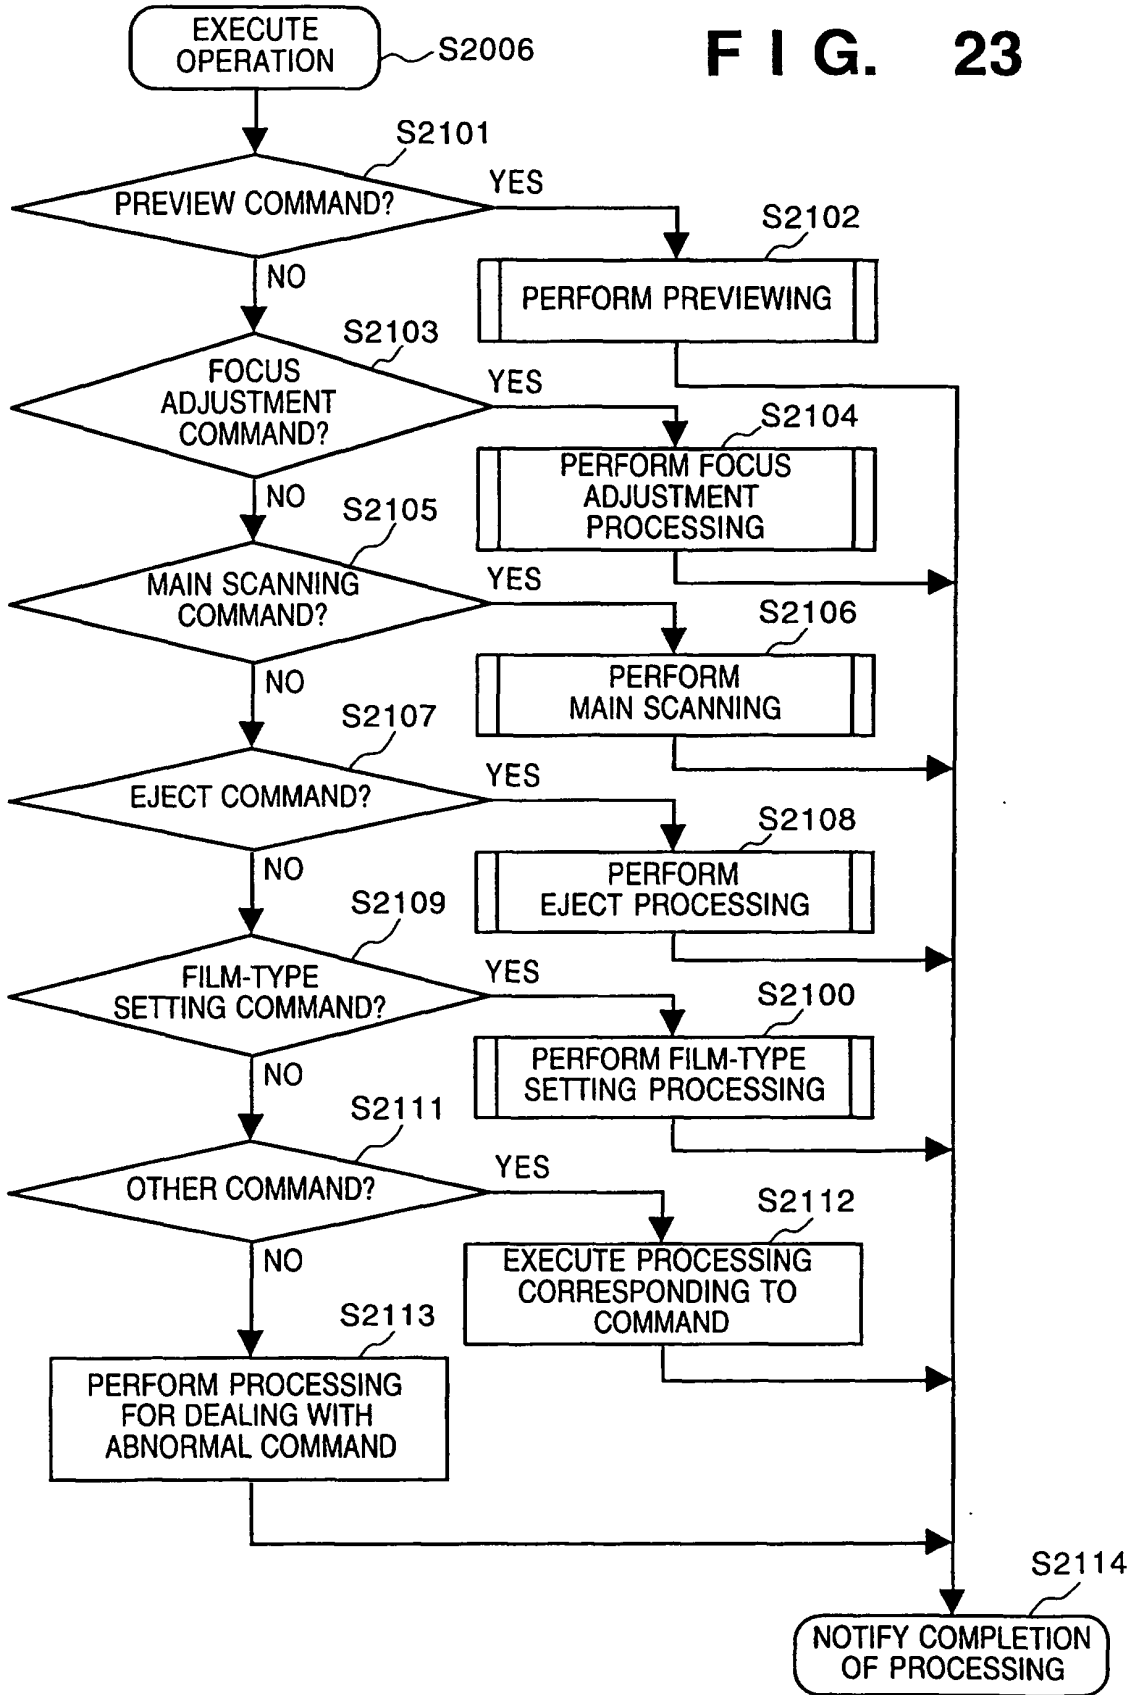 FIG. 23
EXECUTE
OPERATION
S2006
S2101
PREVIEW COMMAND?
YES
NO
S2102
PERFORM PREVIEWING
S2103
FOCUS
ADJUSTMENT
COMMAND?
YES
NO
S2104
PERFORM FOCUS
ADJUSTMENT
PROCESSING
S2105
MAIN SCANNING
COMMAND?
YES
NO
S2106
PERFORM
MAIN SCANNING
S2107
EJECT COMMAND?
YES
NO
S2108
PERFORM
EJECT PROCESSING
S2109
FILM-TYPE
SETTING COMMAND?
YES
NO
S2100
PERFORM FILM-TYPE
SETTING PROCESSING
S2111
OTHER COMMAND?
YES
NO
S2112
EXECUTE PROCESSING
CORRESPONDING TO
COMMAND
S2113
PERFORM PROCESSING
FOR DEALING WITH
ABNORMAL COMMAND
S2114
NOTIFY COMPLETION
OF PROCESSING